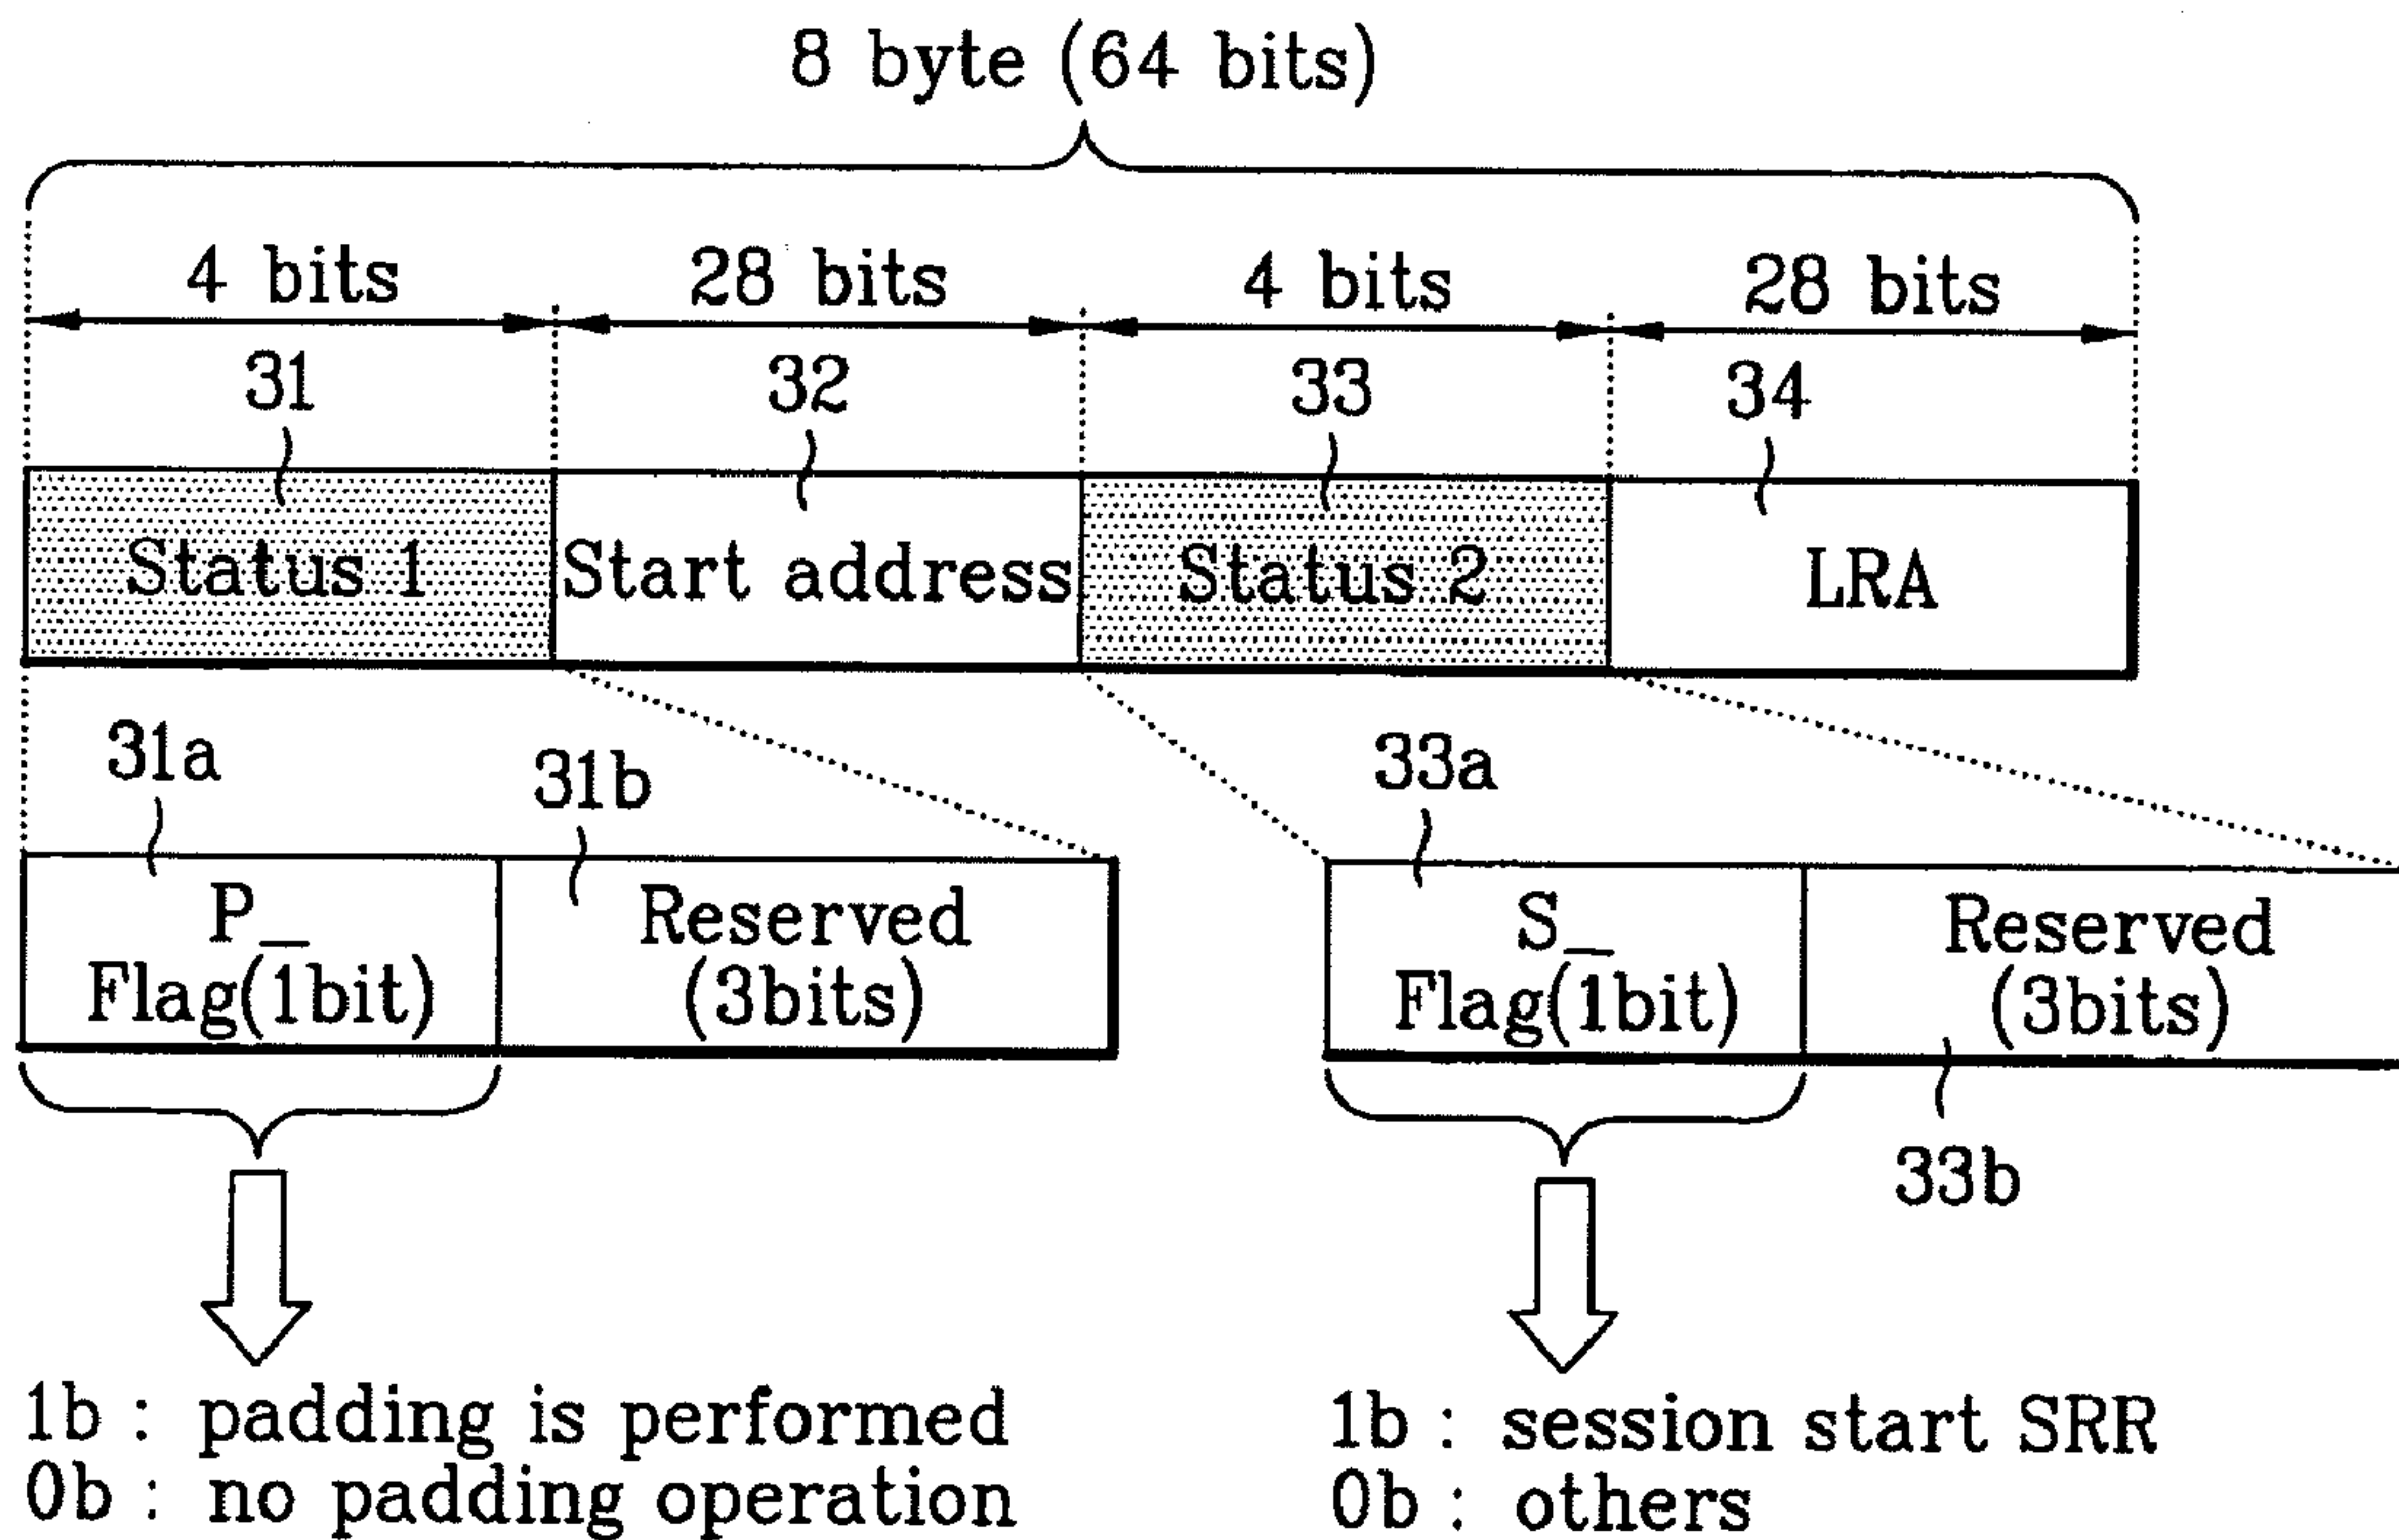 8 byte (64 bits)
4 bits
28 bits
4 bits
28 bits
31
32
33
34
Status 1
Start address
Status 2
LRA
31a
31b
33a
P_
Flag(1bit)
Reserved
(3bits)
S_
Flag(1bit)
Reserved
(3bits)
33b
1b : padding is performed
0b : no padding operation
1b : session start SRR
0b : others